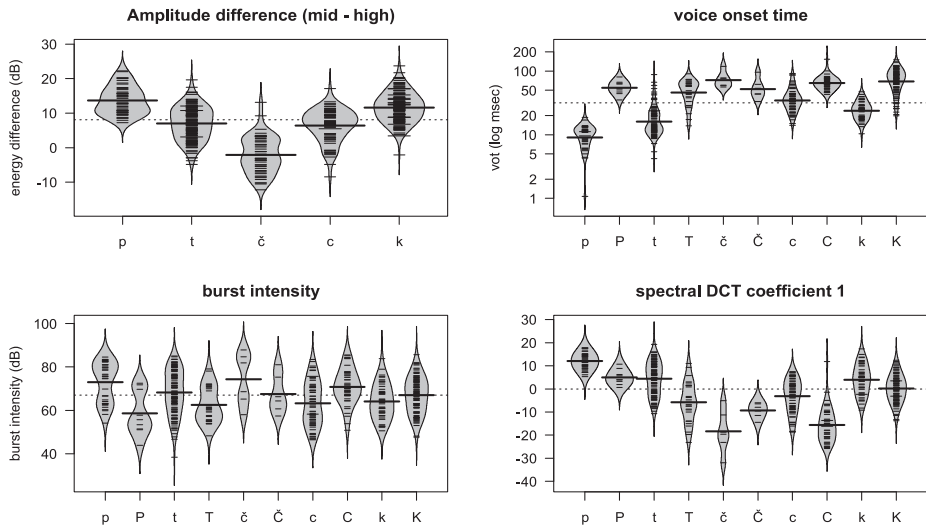 Amplitude difference (mid - high)
energy difference (dB)
30
20
10
0
−10
p t č c k
voice onset time
vot (log msec)
200
100
50
20
10
5
2
1
p P t T č Č c C k K
burst intensity
burst intensity (dB)
100
80
60
40
p P t T č Č c C k K
spectral DCT coefficient 1
30
20
10
0
-10
-20
-30
-40
p P t T č Č c C k K